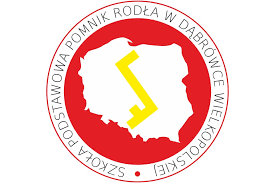 SZKOŁA PODSTAWOWA POMNIK RODŁA W DĄBRÓWCE WIELKOPOLSKIEJ